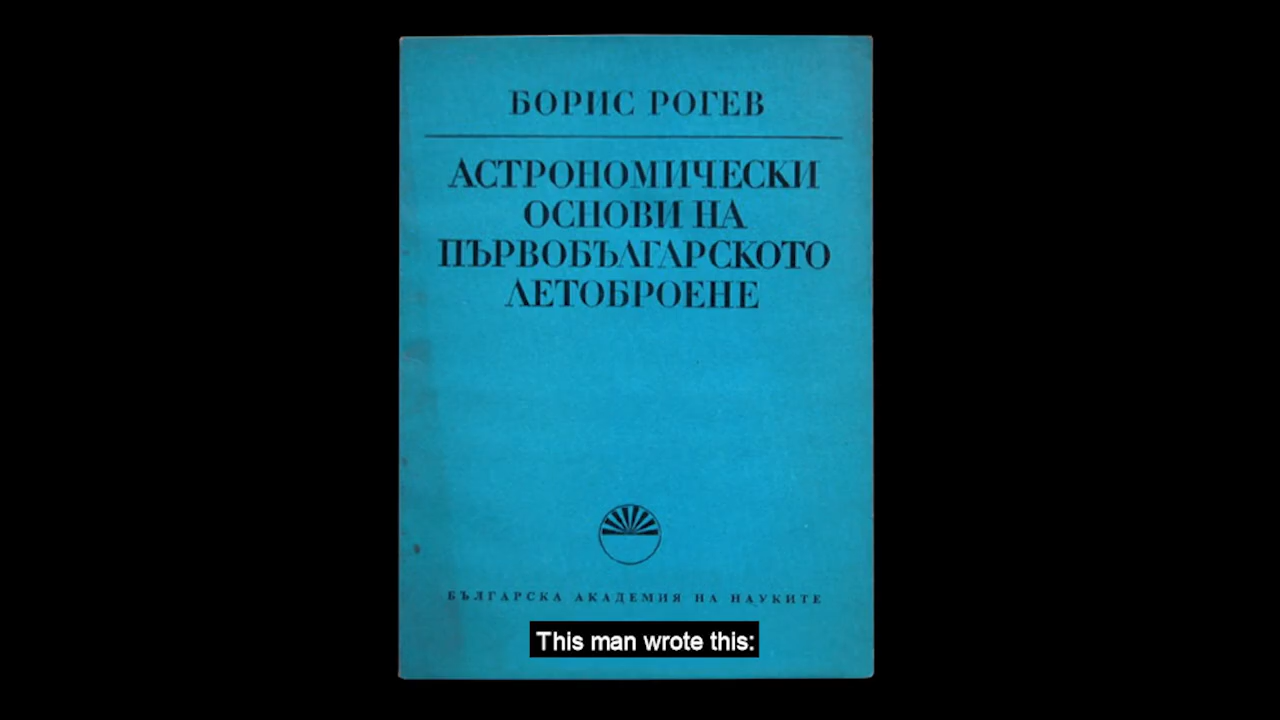 БОРИС РОГЕВ
АСТРОНОМИЧЕСКИ
ОСНОВИ НА
ПЪРВОБЪЛГАРСКОТО
ЛЕТОБРОЕНЕ
БЪЛГАРСКА АКАДЕМИЯ НА НАУКИТЕ
This man wrote this: